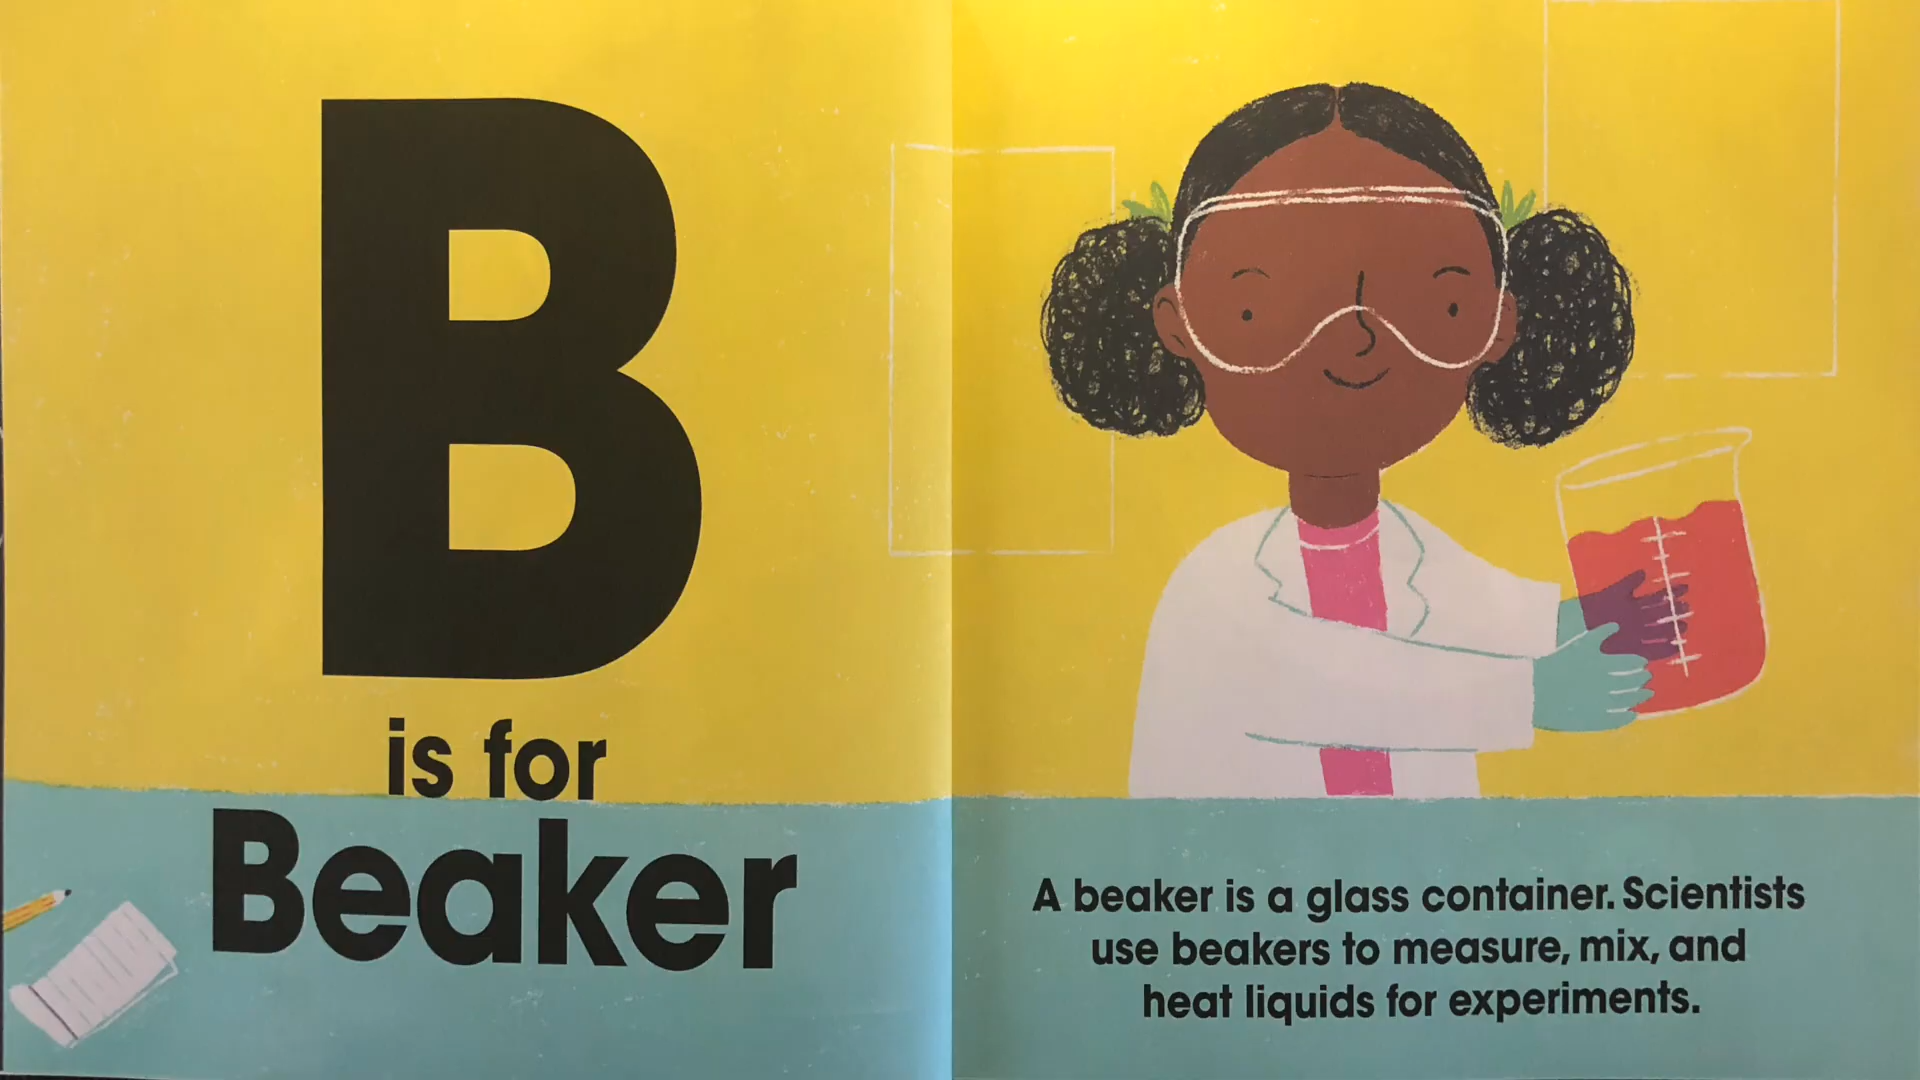 B
is for
Beaker
A beaker is a glass container. Scientists
use beakers to measure, mix, and
heat liquids for experiments.